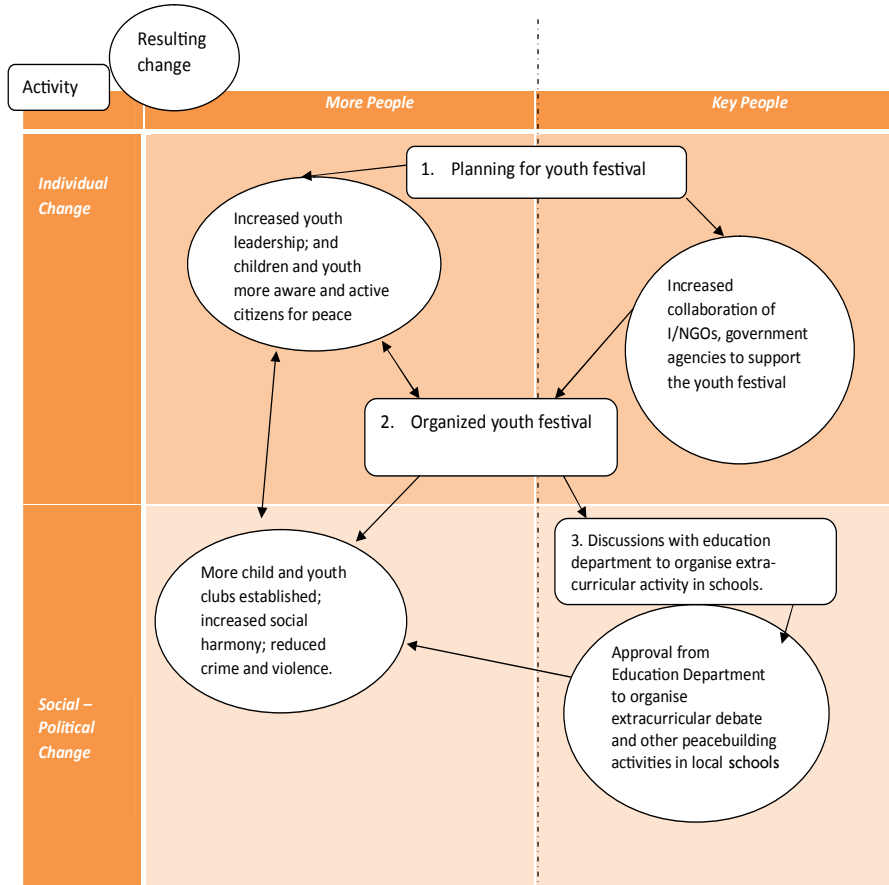 Resulting
change
Activity
More People
Key People
Individual
Change
1. Planning for youth festival
Increased youth
leadership; and
children and youth
more aware and active
citizens for peace
Increased
collaboration of
I/NGOs, government
agencies to support
the youth festival
2. Organized youth festival
Social –
Political
Change
More child and youth
clubs established;
increased social
harmony; reduced
crime and violence.
3. Discussions with education
department to organise extra-
curricular activity in schools.
Approval from
Education Department
to organise
extracurricular debate
and other peacebuilding
activities in local schools